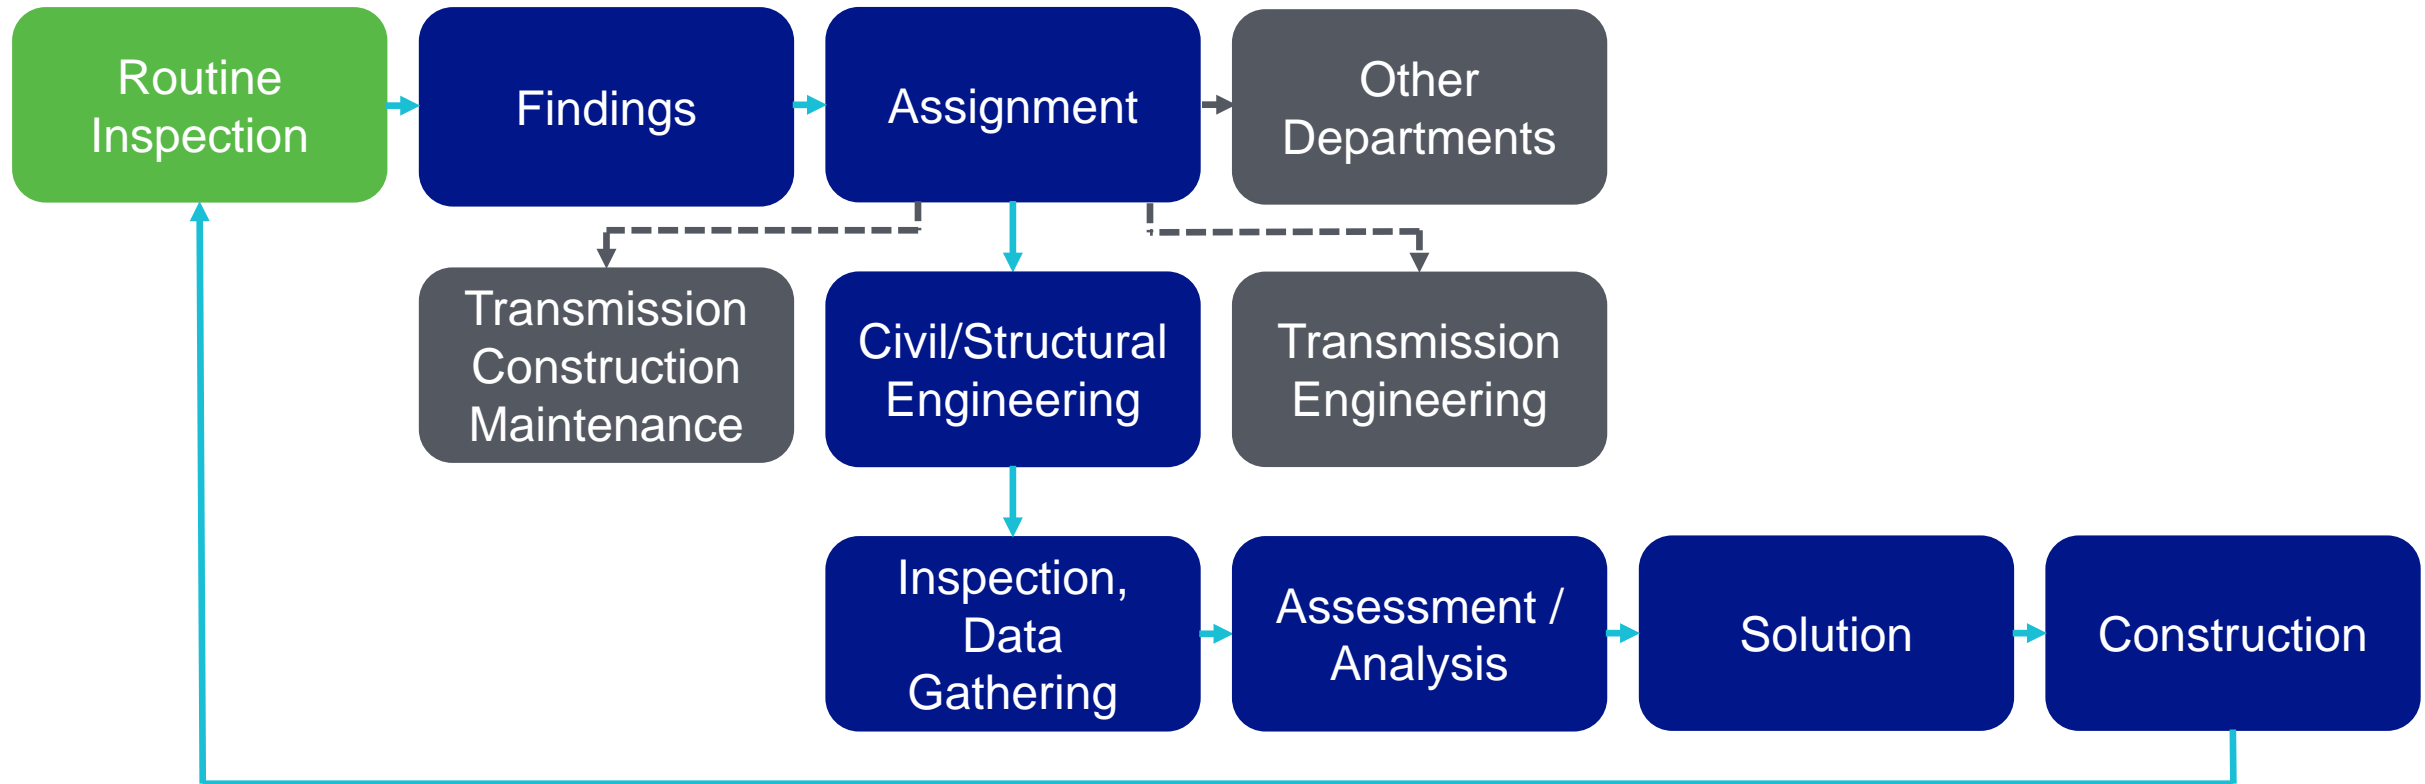 Routine
Inspection
Findings
Assignment
Other
Departments
Transmission
Construction
Maintenance
Civil/Structural
Engineering
Transmission
Engineering
Inspection,
Data
Gathering
Assessment /
Analysis
Solution
Construction